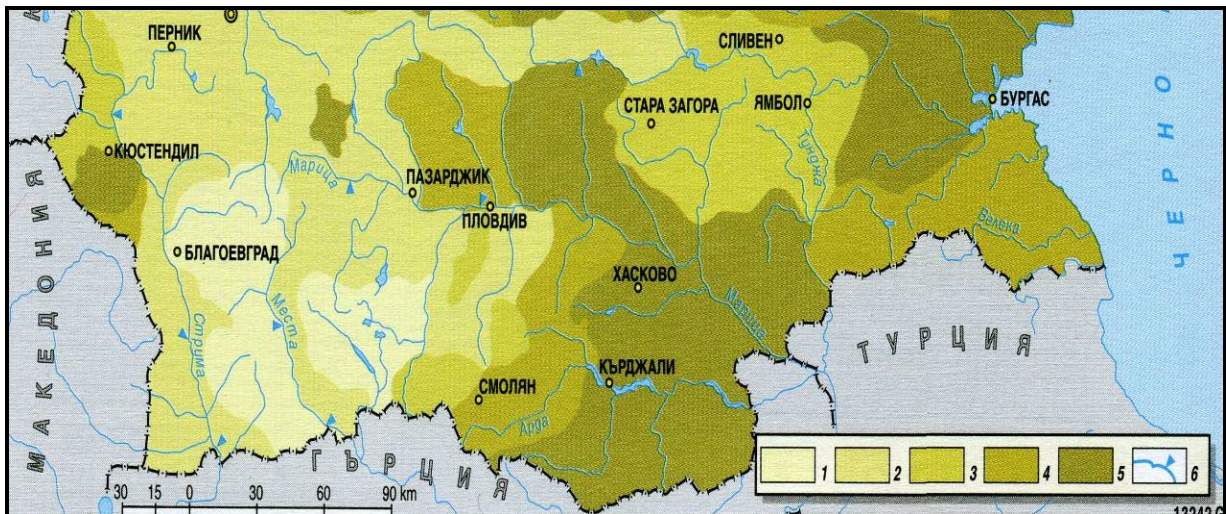 ПЕРНИК
СЛИВЕН
СТАРА ЗАГОРА
ЯМБОЛ
БУРГАС
КЮСТЕНДИЛ
Марица
Тунджа
ПАЗАРДЖИК
ПЛОВДИВ
Велека
БЛАГОЕВГРАД
ХАСКОВО
Места
Струма
Марица
КЪРДЖАЛИ
СМОЛЯН
Арда
МАКЕДОНИЯ
ГЪРЦИЯ
ТУРЦИЯ
ЧЕРНО
1 2 3 4 5 6
30 15 0 30 60 90 km